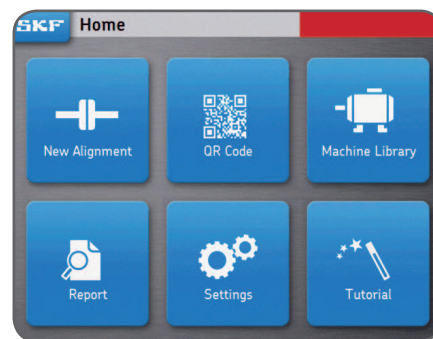 SKF Home
New Alignment QR Code Machine Library
Report Settings Tutorial